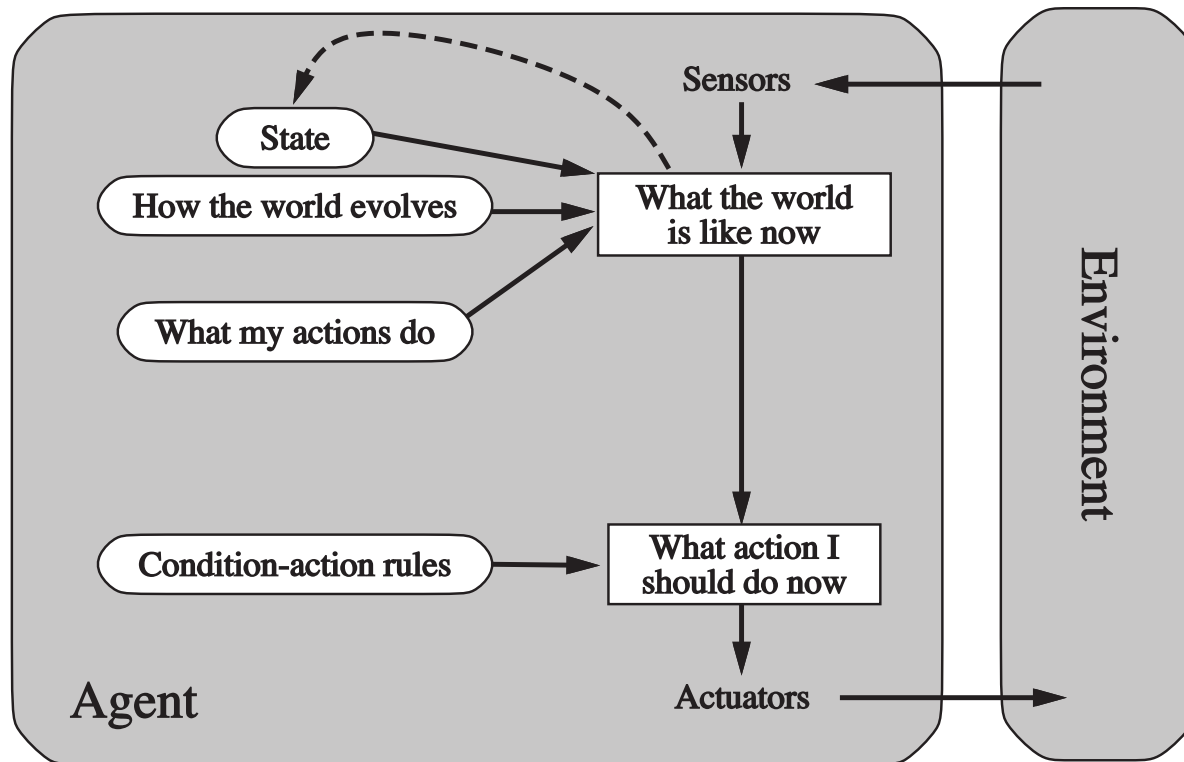 Sensors
State
How the world evolves
What the world
is like now
What my actions do
Environment
Condition-action rules
What action I
should do now
Agent
Actuators